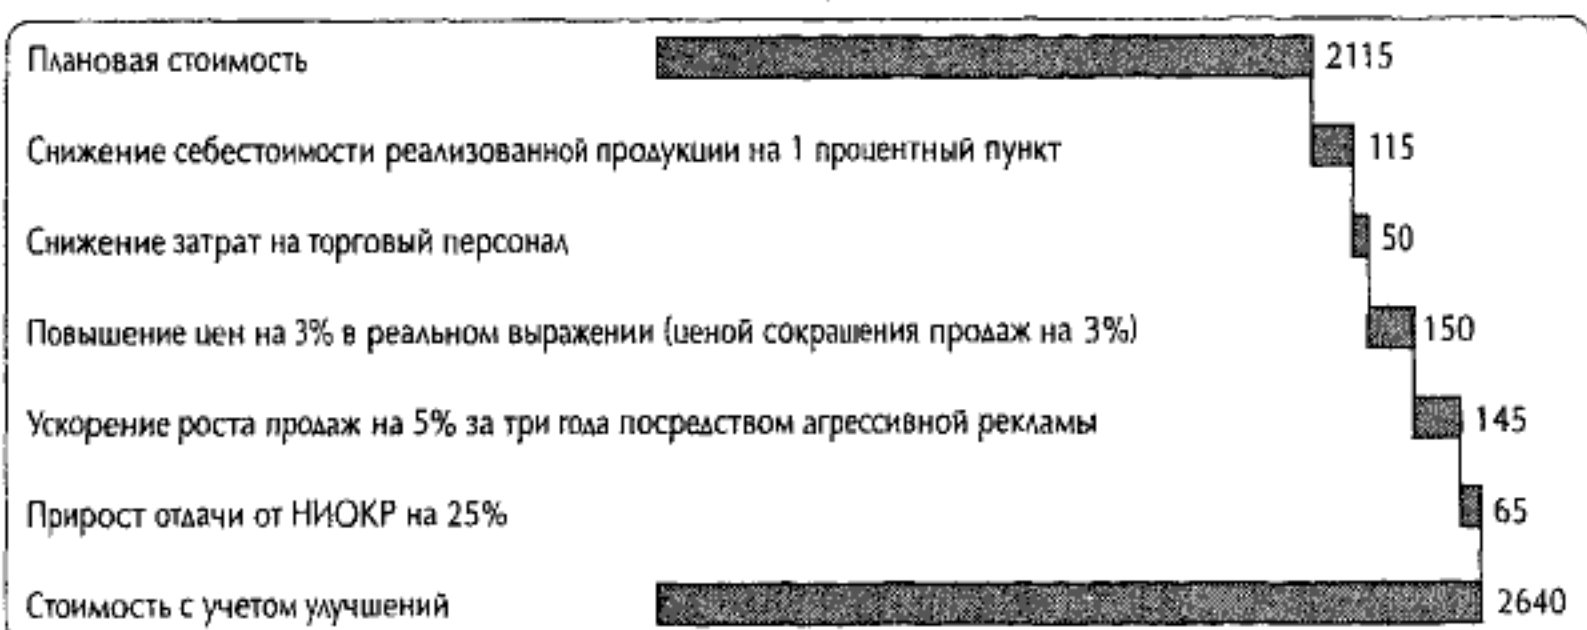 Плановая стоимость 2115
Снижение себестоимости реализованной продукции на 1 процентный пункт 115
Снижение затрат на торговый персонал 50
Повышение цен на 3% в реальном выражении (ценой сокращения продаж на 3%) 150
Ускорение роста продаж на 5% за три года посредством агрессивной рекламы 145
Прирост отдачи от НИОКР на 25% 65
Стоимость с учетом улучшений 2640